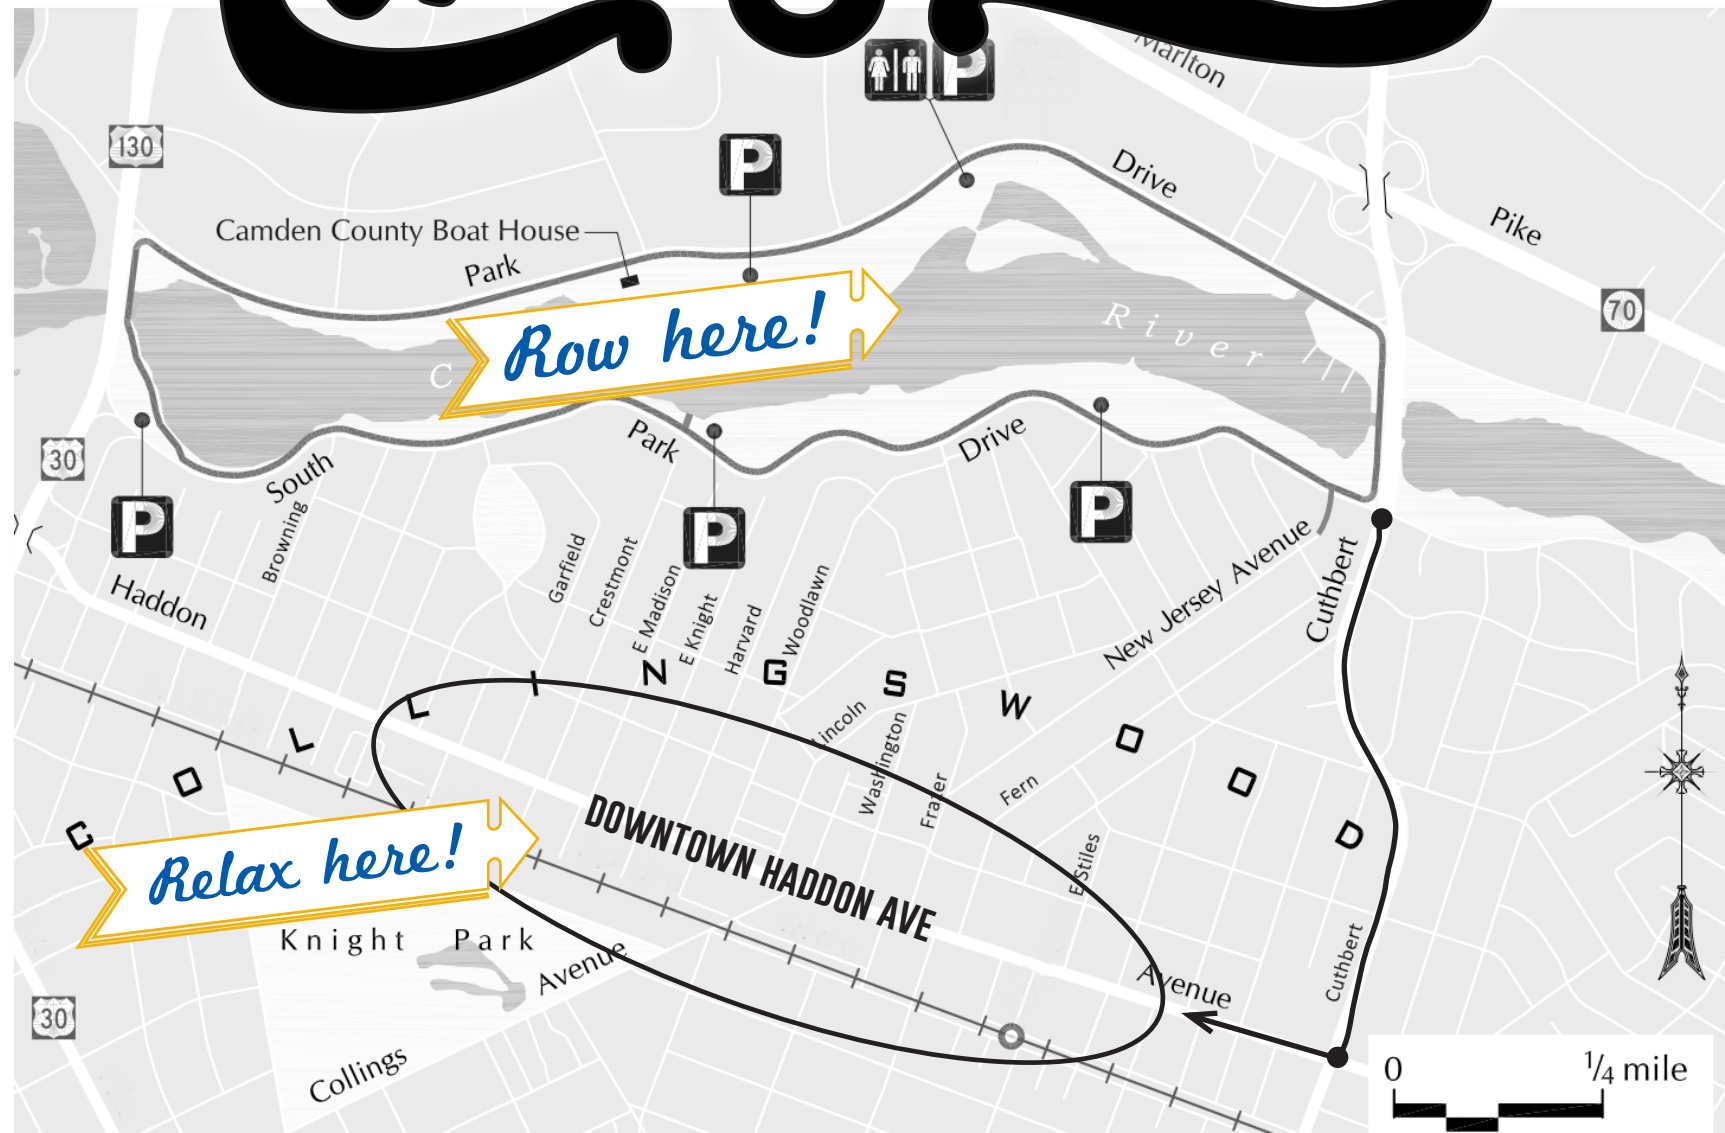 Marlton
130
P
P
Drive
Pike
Camden County Boat House
Park
70
Row here!
C
River
30
South
Park
Drive
P
P
P
Browning
Garfield
Crestmont
E Madison
E Knight
Harvard
Woodlawn
New Jersey Avenue
Cuthbert
Haddon
COLLINGSWOOD
Lincoln
Washington
Frazer
Fern
E Stiles
DOWNTOWN HADDON AVE
Relax here!
Knight Park
Avenue
Avenue
Cuthbert
30
Collings
0 1/4 mile